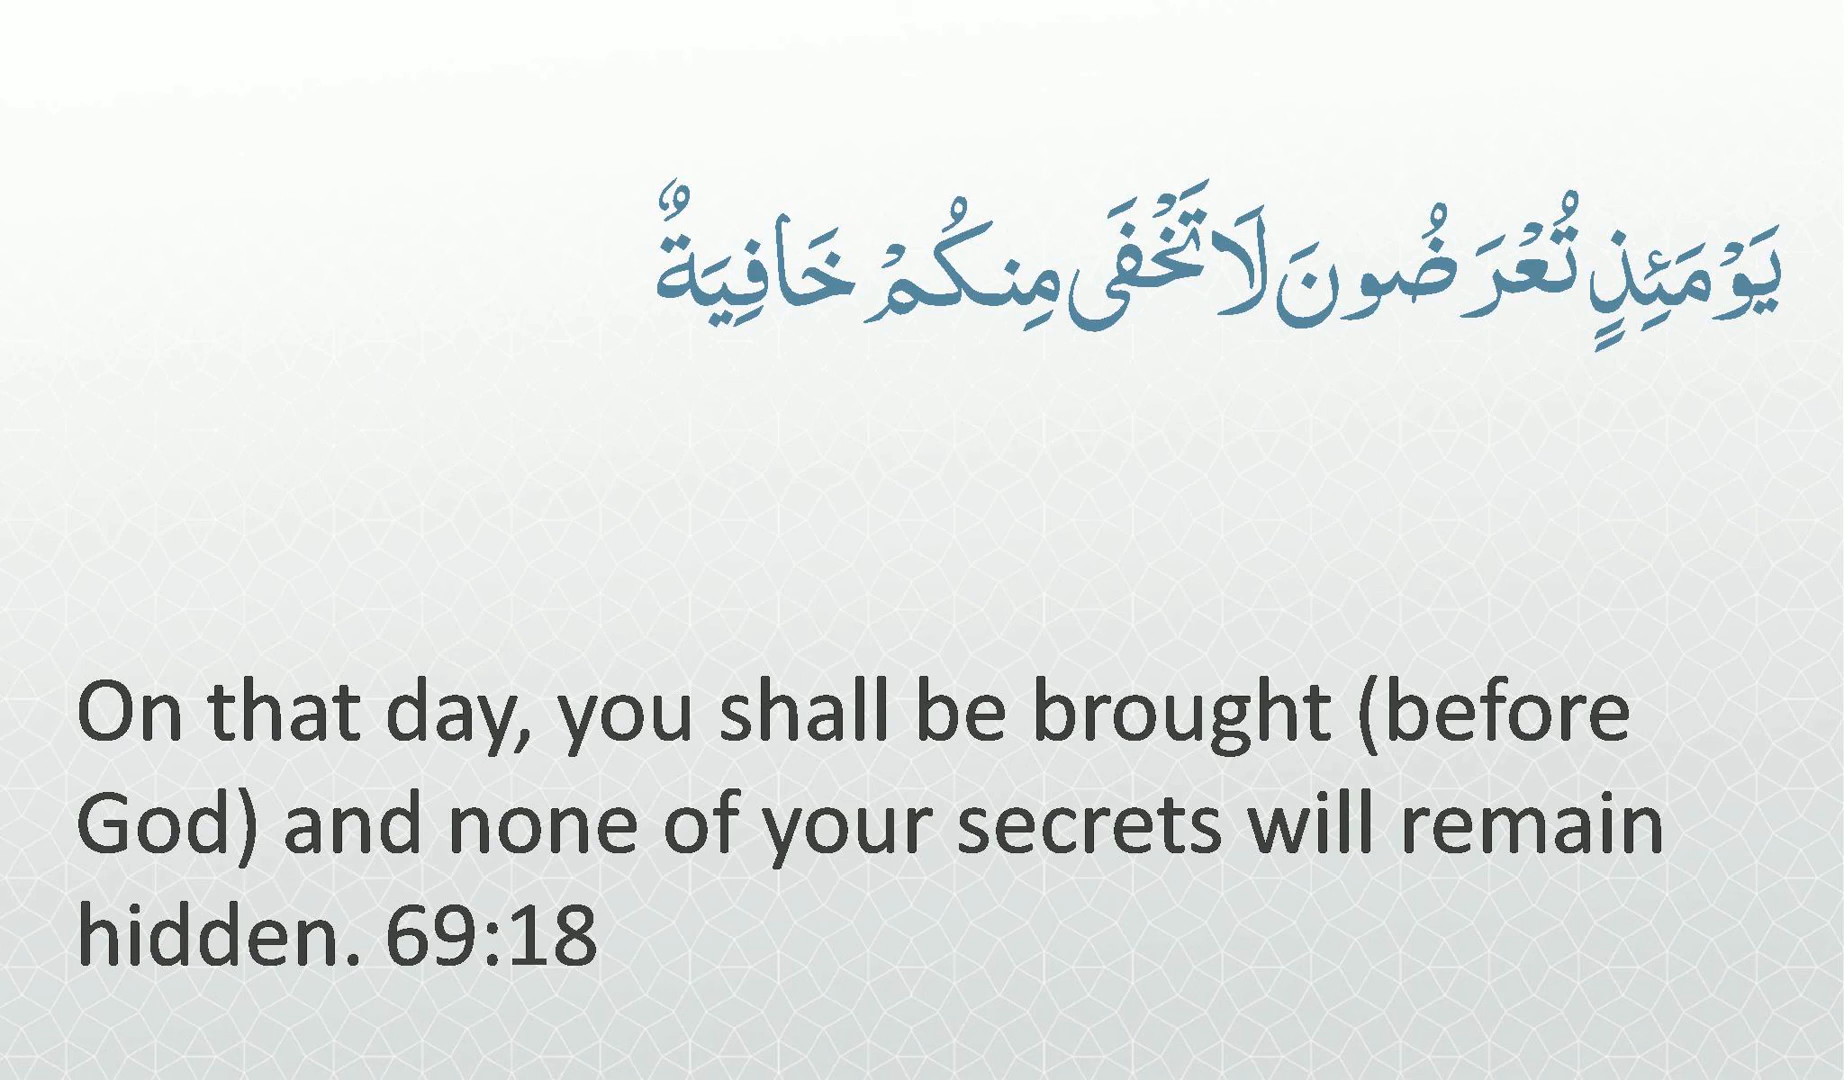 يَوْمَئِذٍ تُعْرَضُونَ لَا تَخْفَى مِنكُمْ خَافِيَةٌ
On that day, you shall be brought (before
God) and none of your secrets will remain
hidden. 69:18